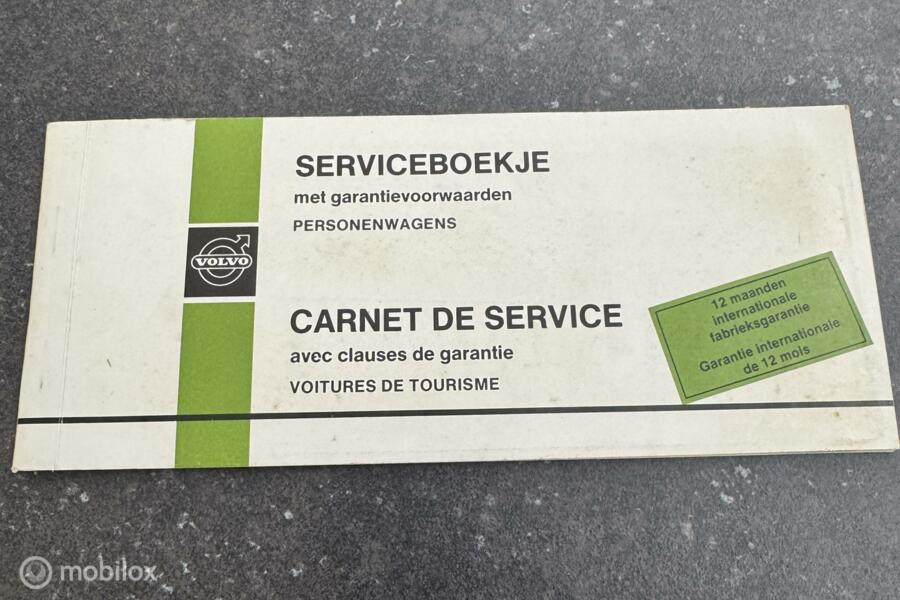 SERVICEBOEKJE
met garantievoorwaarden
PERSONENWAGENS
VOLVO
CARNET DE SERVICE
avec clauses de garantie
VOITURES DE TOURISME
12 maanden
internationale
fabrieksgarantie
Garantie internationale
de 12 mois
mobilox